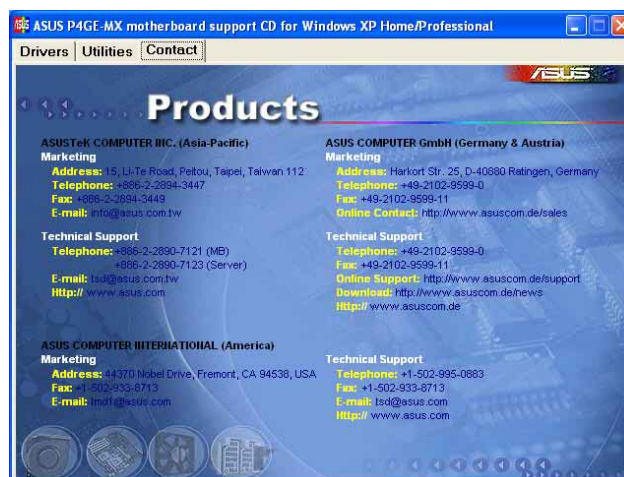 ASUS P4GE-MX motherboard support CD for Windows XP Home/Professional
Drivers Utilities Contact
ASUS
Products
ASUSTeK COMPUTER INC. (Asia-Pacific)
Marketing
Address: 15, Li-Te Road, Peitou, Taipei, Taiwan 112
Telephone: +886-2-2894-3447
Fax: +886-2-2894-3449
E-mail: info@asus.com.tw
Technical Support
Telephone: +886-2-2890-7121 (MB)
+886-2-2890-7123 (Server)
E-mail: tsd@asus.com.tw
Http:// www.asus.com
ASUS COMPUTER GmbH (Germany & Austria)
Marketing
Address: Harkort Str. 25, D-40880 Ratingen, Germany
Telephone: +49-2102-9599-0
Fax: +49-2102-9599-11
Online Contact: http://www.asuscom.de/sales
Technical Support
Telephone: +49-2102-9599-0
Fax: +49-2102-9599-11
Online Support: http://www.asuscom.de/support
Download: http://www.asuscom.de/news
Http:// www.asuscom.de
ASUS COMPUTER INTERNATIONAL (America)
Marketing
Address: 44370 Nobel Drive, Fremont, CA 94538, USA
Fax: +1-502-933-8713
E-mail: tmd1@asus.com
Technical Support
Telephone: +1-502-995-0883
Fax: +1-502-933-8713
E-mail: tsd@asus.com
Http:// www.asus.com